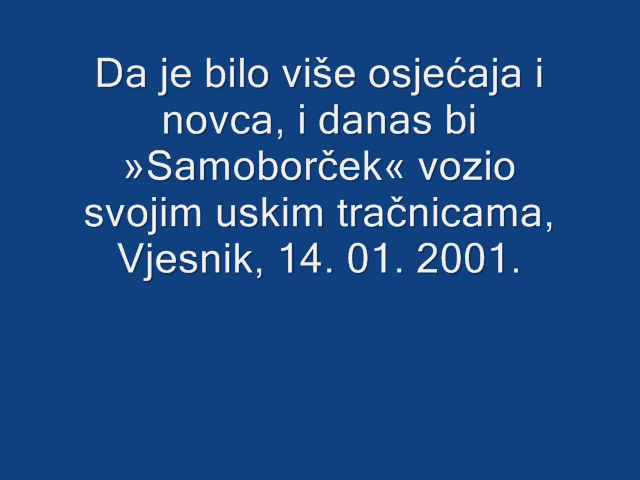 Da je bilo više osjećaja i
novca, i danas bi
»Samoborček« vozio
svojim uskim tračnicama,
Vjesnik, 14. 01. 2001.